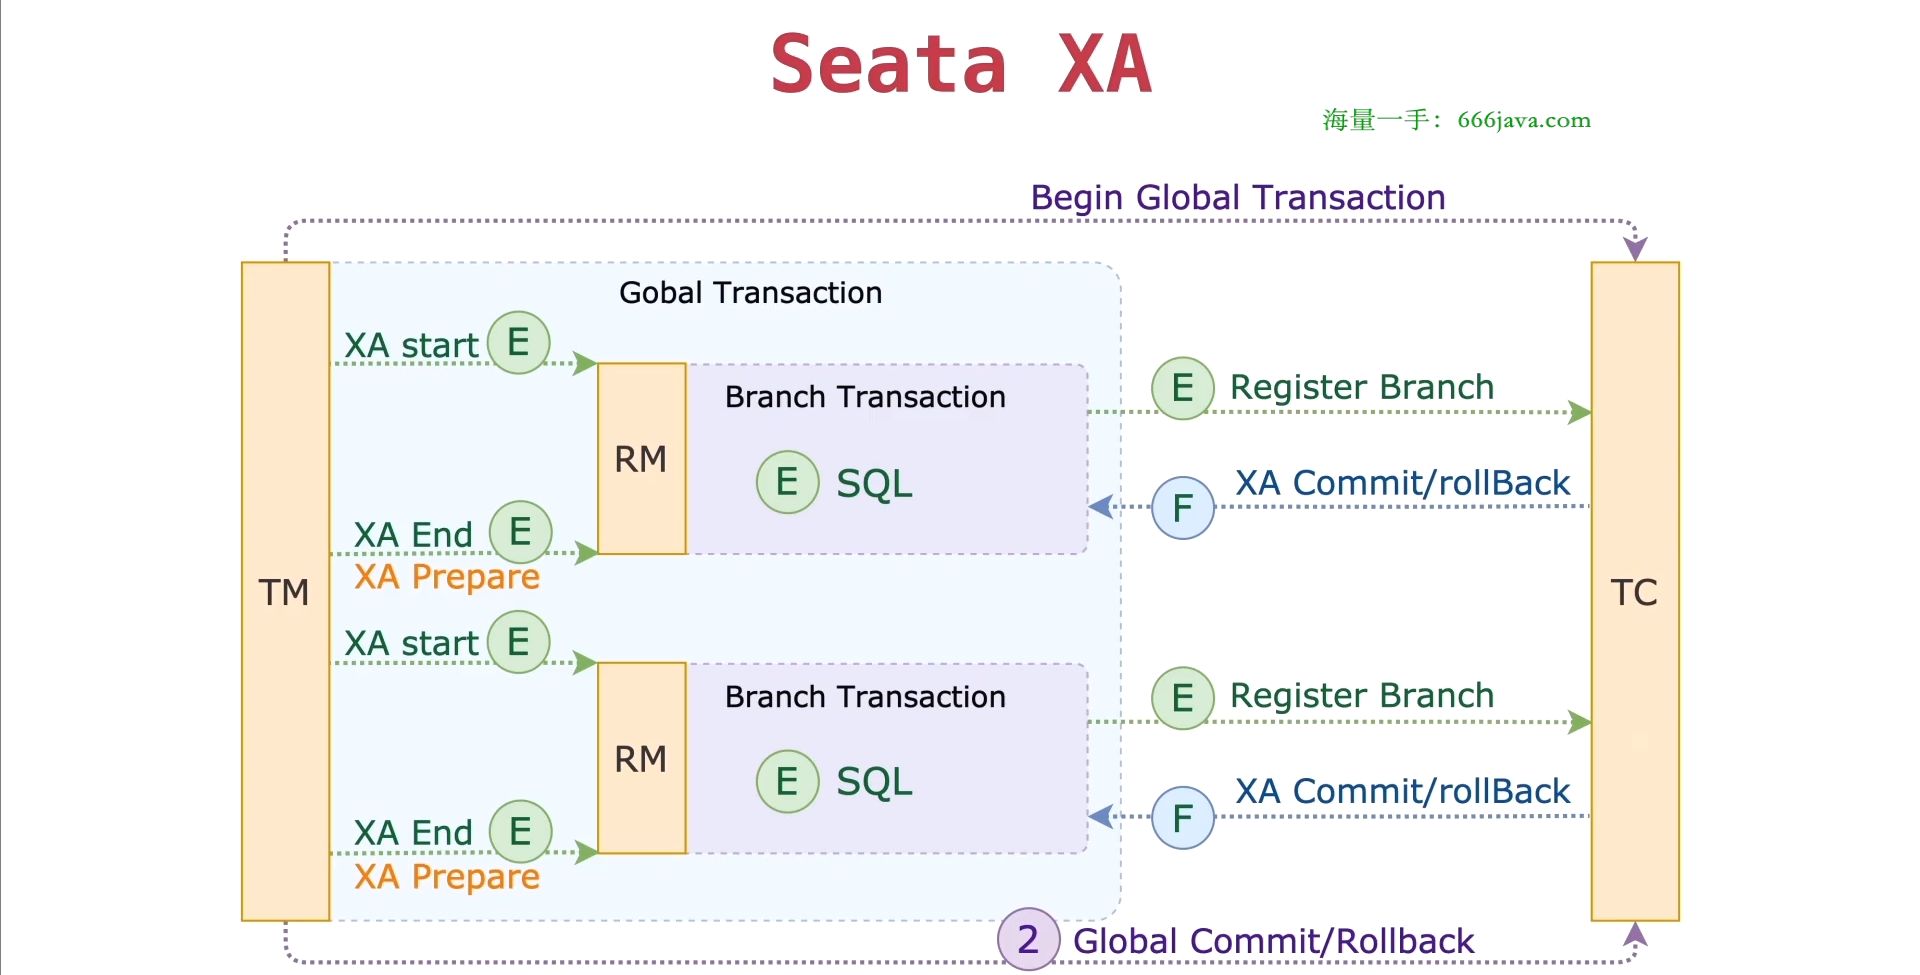 Seata XA
海量一手：666java.com
Begin Global Transaction
Gobal Transaction
XA start E
Branch Transaction
E Register Branch
RM
E SQL
XA Commit/rollBack
F
XA End E
XA Prepare
TM
TC
XA start E
Branch Transaction
E Register Branch
RM
E SQL
XA Commit/rollBack
F
XA End E
XA Prepare
2 Global Commit/Rollback